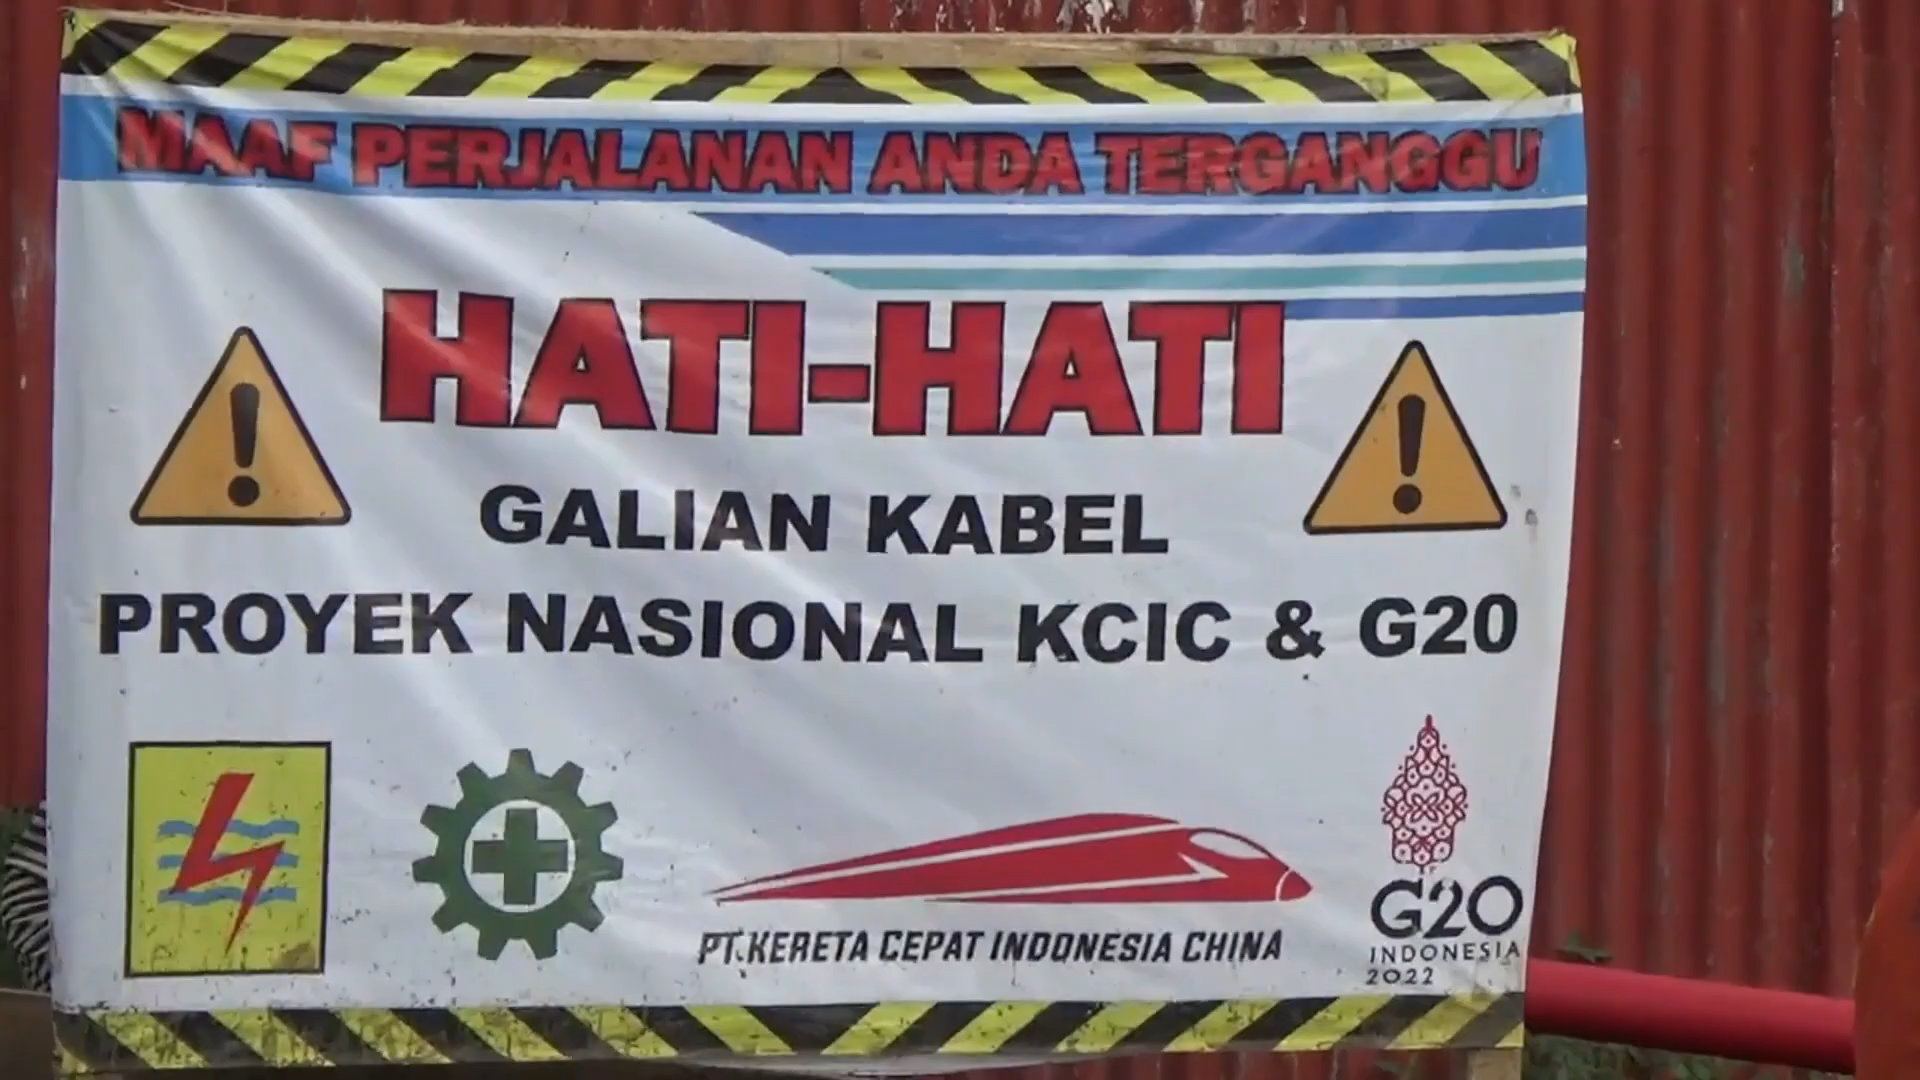 MAAF PERJALANAN ANDA TERGANGGU
HATI-HATI
GALIAN KABEL
PROYEK NASIONAL KCIC & G20
PT.KERETA CEPAT INDONESIA CHINA
G20
INDONESIA
2022